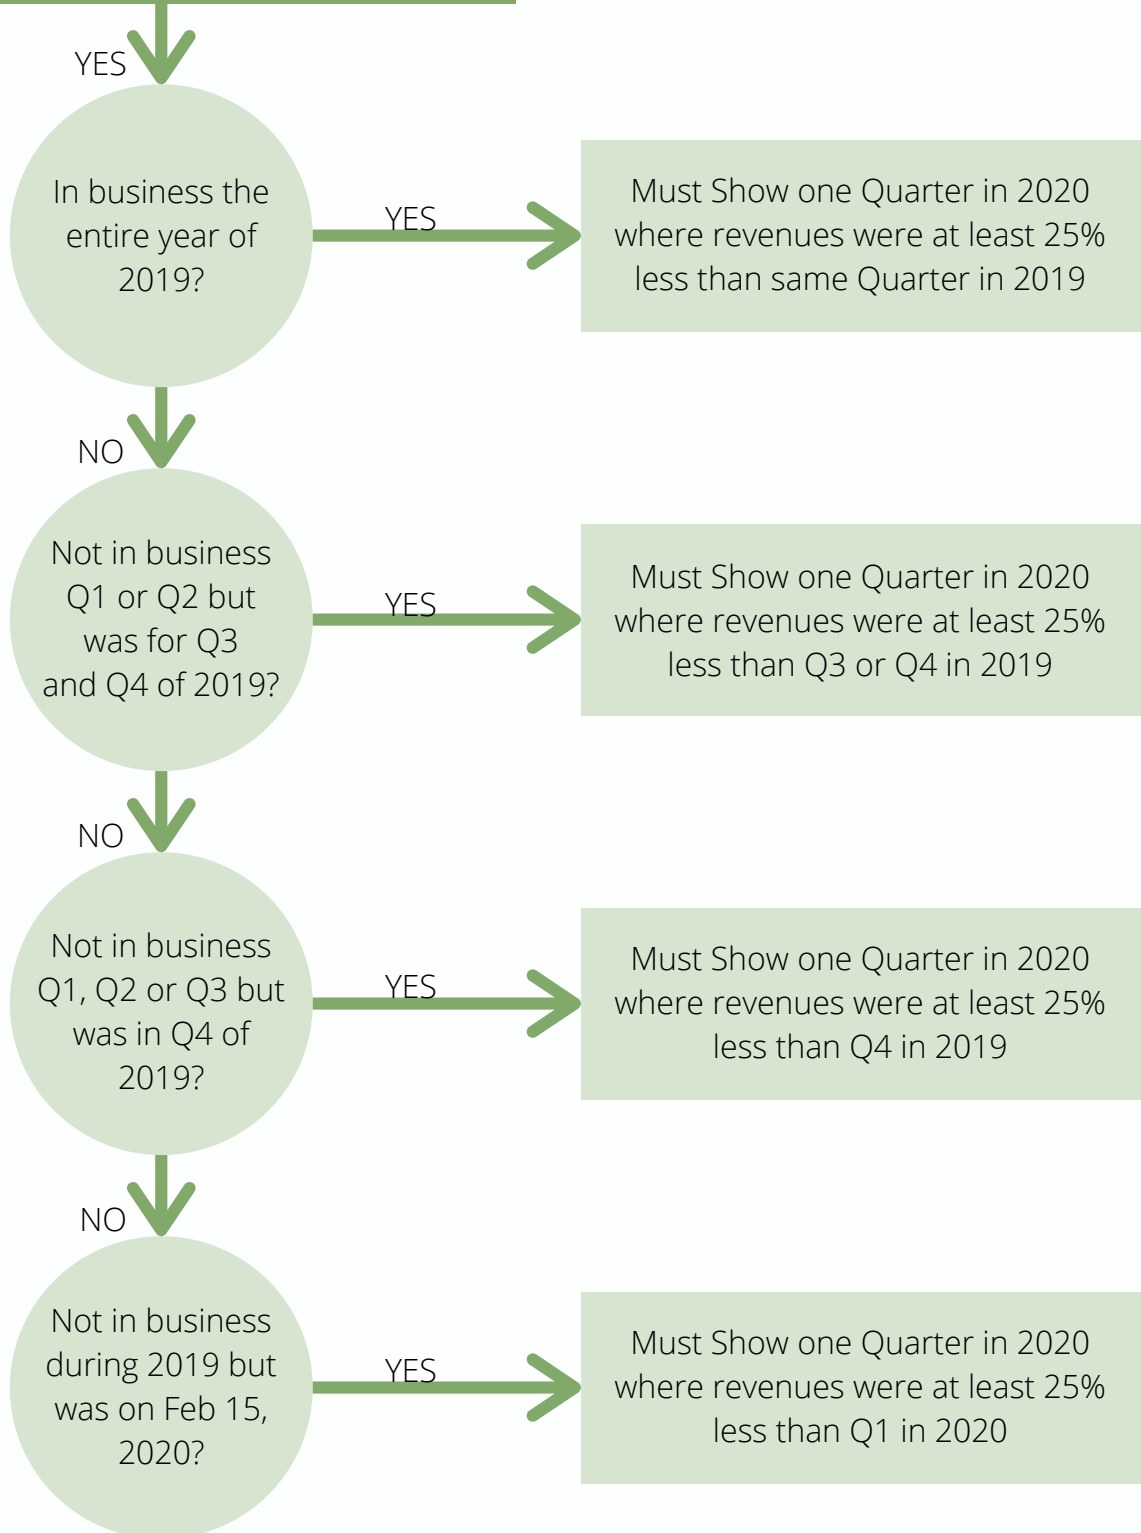 YES
In business the
entire year of
2019?
YES
Must Show one Quarter in 2020
where revenues were at least 25%
less than same Quarter in 2019
NO
Not in business
Q1 or Q2 but
was for Q3
and Q4 of 2019?
YES
Must Show one Quarter in 2020
where revenues were at least 25%
less than Q3 or Q4 in 2019
NO
Not in business
Q1, Q2 or Q3 but
was in Q4 of
2019?
YES
Must Show one Quarter in 2020
where revenues were at least 25%
less than Q4 in 2019
NO
Not in business
during 2019 but
was on Feb 15,
2020?
YES
Must Show one Quarter in 2020
where revenues were at least 25%
less than Q1 in 2020